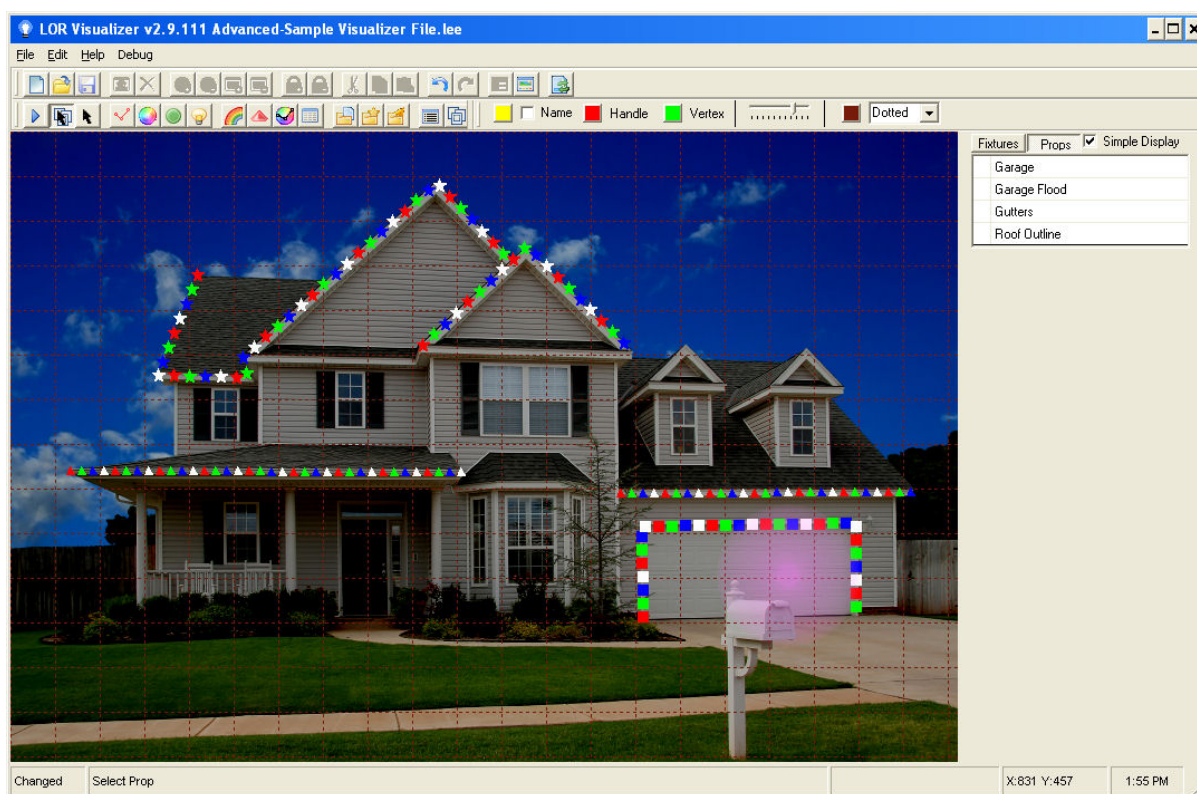 LOR Visualizer v2.9.111 Advanced-Sample Visualizer File.lee
File Edit Help Debug
Name Handle Vertex Dotted
Fixtures Props Simple Display
Garage
Garage Flood
Gutters
Roof Outline
Changed Select Prop X:831 Y:457 1:55 PM